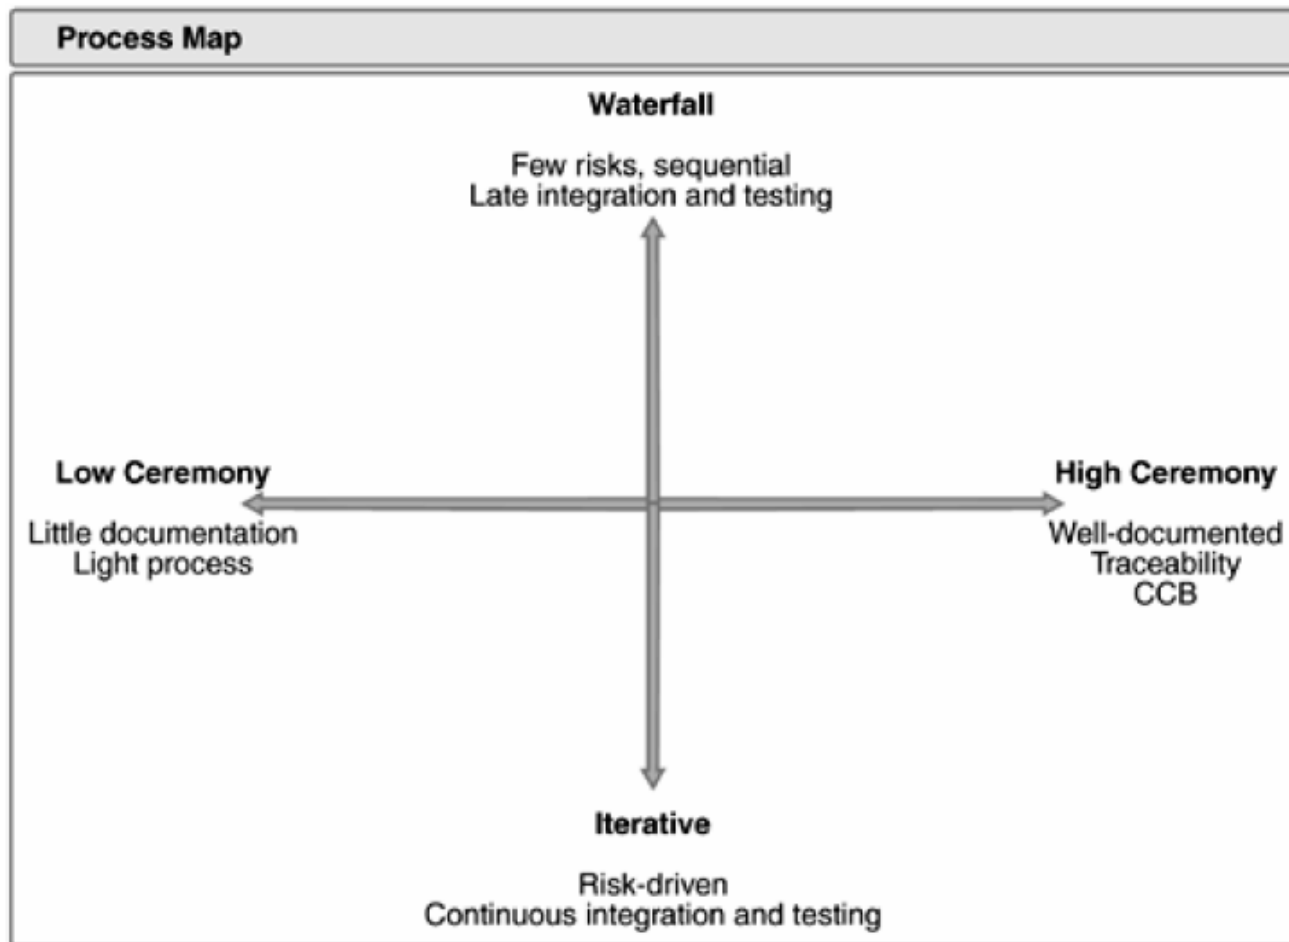 Process Map
Waterfall
Few risks, sequential
Late integration and testing
Low Ceremony
Little documentation
Light process
High Ceremony
Well-documented
Traceability
CCB
Iterative
Risk-driven
Continuous integration and testing